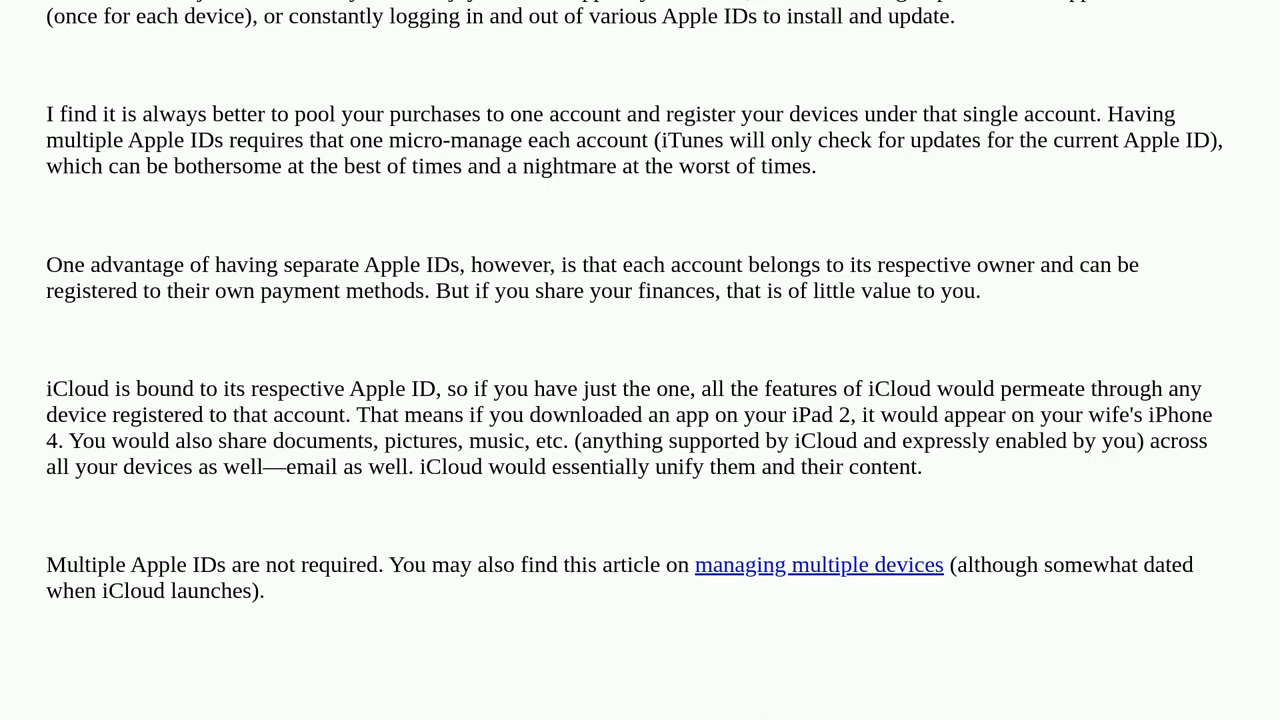 (once for each device), or constantly logging in and out of various Apple IDs to install and update.
I find it is always better to pool your purchases to one account and register your devices under that single account. Having
multiple Apple IDs requires that one micro-manage each account (iTunes will only check for updates for the current Apple ID),
which can be bothersome at the best of times and a nightmare at the worst of times.
One advantage of having separate Apple IDs, however, is that each account belongs to its respective owner and can be
registered to their own payment methods. But if you share your finances, that is of little value to you.
iCloud is bound to its respective Apple ID, so if you have just the one, all the features of iCloud would permeate through any
device registered to that account. That means if you downloaded an app on your iPad 2, it would appear on your wife's iPhone
4. You would also share documents, pictures, music, etc. (anything supported by iCloud and expressly enabled by you) across
all your devices as well—email as well. iCloud would essentially unify them and their content.
Multiple Apple IDs are not required. You may also find this article on managing multiple devices (although somewhat dated
when iCloud launches).